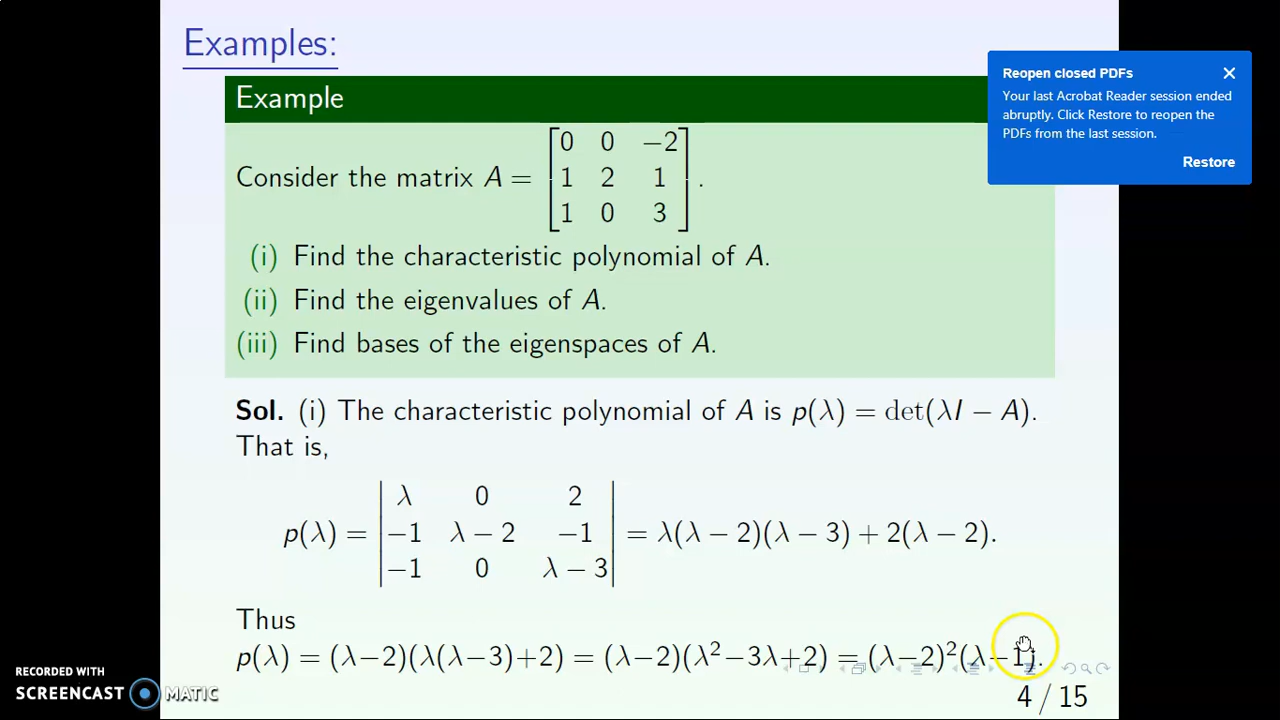 Examples:
Reopen closed PDFs
Your last Acrobat Reader session ended
abruptly. Click Restore to reopen the
PDFs from the last session.
Restore
Example
Consider the matrix A = [0 0 −2
1 2 1
1 0 3].
(i) Find the characteristic polynomial of A.
(ii) Find the eigenvalues of A.
(iii) Find bases of the eigenspaces of A.
Sol. (i) The characteristic polynomial of A is p(λ) = det(λI − A).
That is,
p(λ) = |λ 0 2
−1 λ − 2 −1
−1 0 λ − 3| = λ(λ − 2)(λ − 3) + 2(λ − 2).
Thus
p(λ) = (λ−2)(λ(λ−3)+2) = (λ−2)(λ²−3λ+2) = (λ−2)²(λ−1).
4 / 15
RECORDED WITH
SCREENCAST MATIC